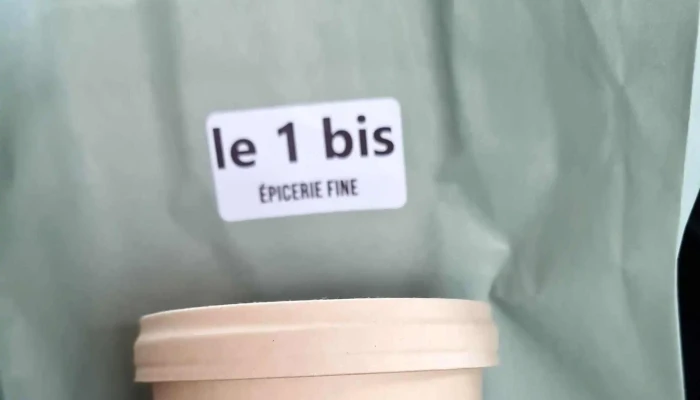 le 1 bis
ÉPICERIE FINE